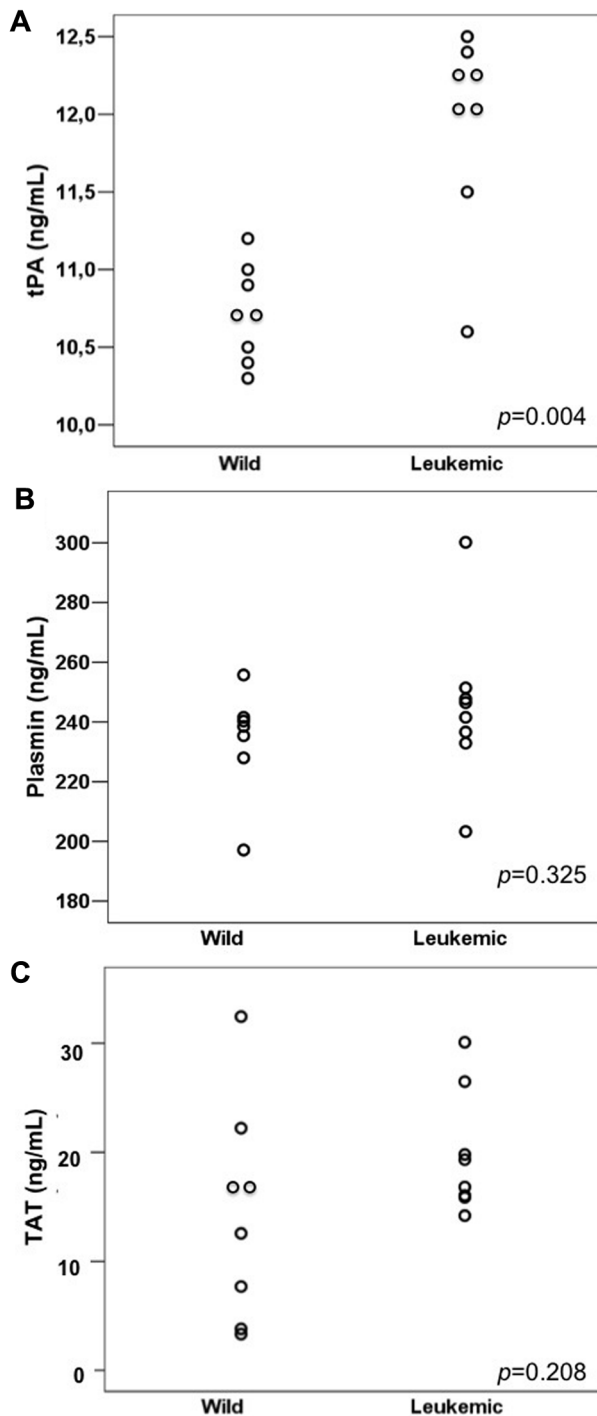 A
12,5
12,0
11,5
11,0
10,5
10,0
tPA (ng/mL)
p=0.004
Wild Leukemic
B
300
280
260
240
220
200
180
Plasmin (ng/mL)
p=0.325
Wild Leukemic
C
30
20
10
0
TAT (ng/mL)
p=0.208
Wild Leukemic